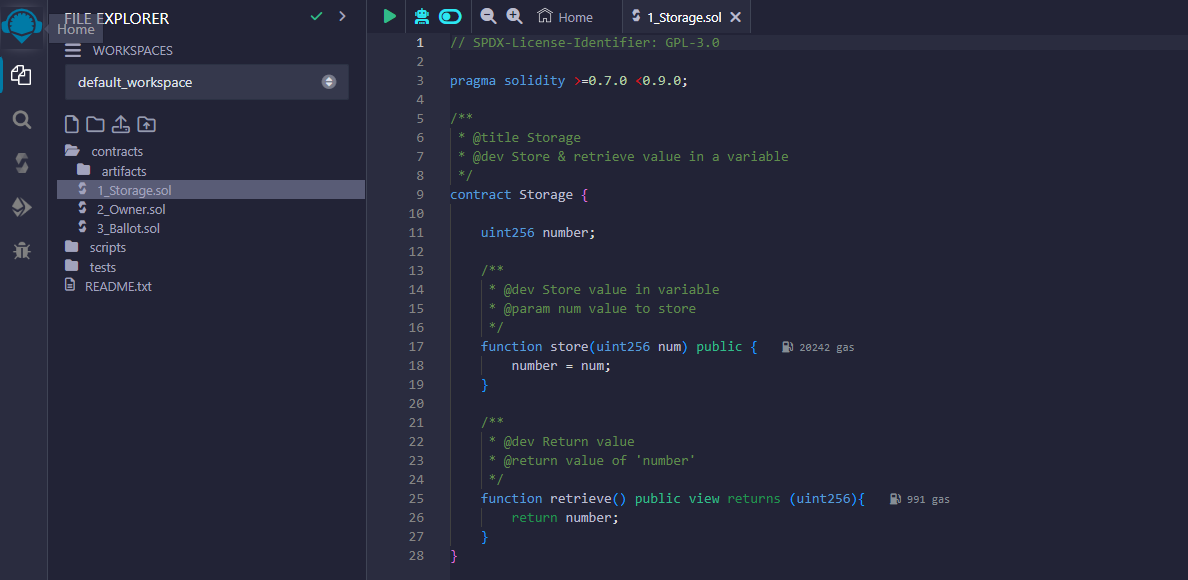 FILE EXPLORER
Home
WORKSPACES
default_workspace
contracts
artifacts
1_Storage.sol
2_Owner.sol
3_Ballot.sol
scripts
tests
README.txt
Home
1_Storage.sol
1 // SPDX-License-Identifier: GPL-3.0
2
3 pragma solidity >=0.7.0 <0.9.0;
4
5 /**
6  * @title Storage
7  * @dev Store & retrieve value in a variable
8  */
9 contract Storage {
10
11     uint256 number;
12
13     /**
14      * @dev Store value in variable
15      * @param num value to store
16      */
17     function store(uint256 num) public {    20242 gas
18         number = num;
19     }
20
21     /**
22      * @dev Return value
23      * @return value of 'number'
24      */
25     function retrieve() public view returns (uint256){    991 gas
26         return number;
27     }
28 }